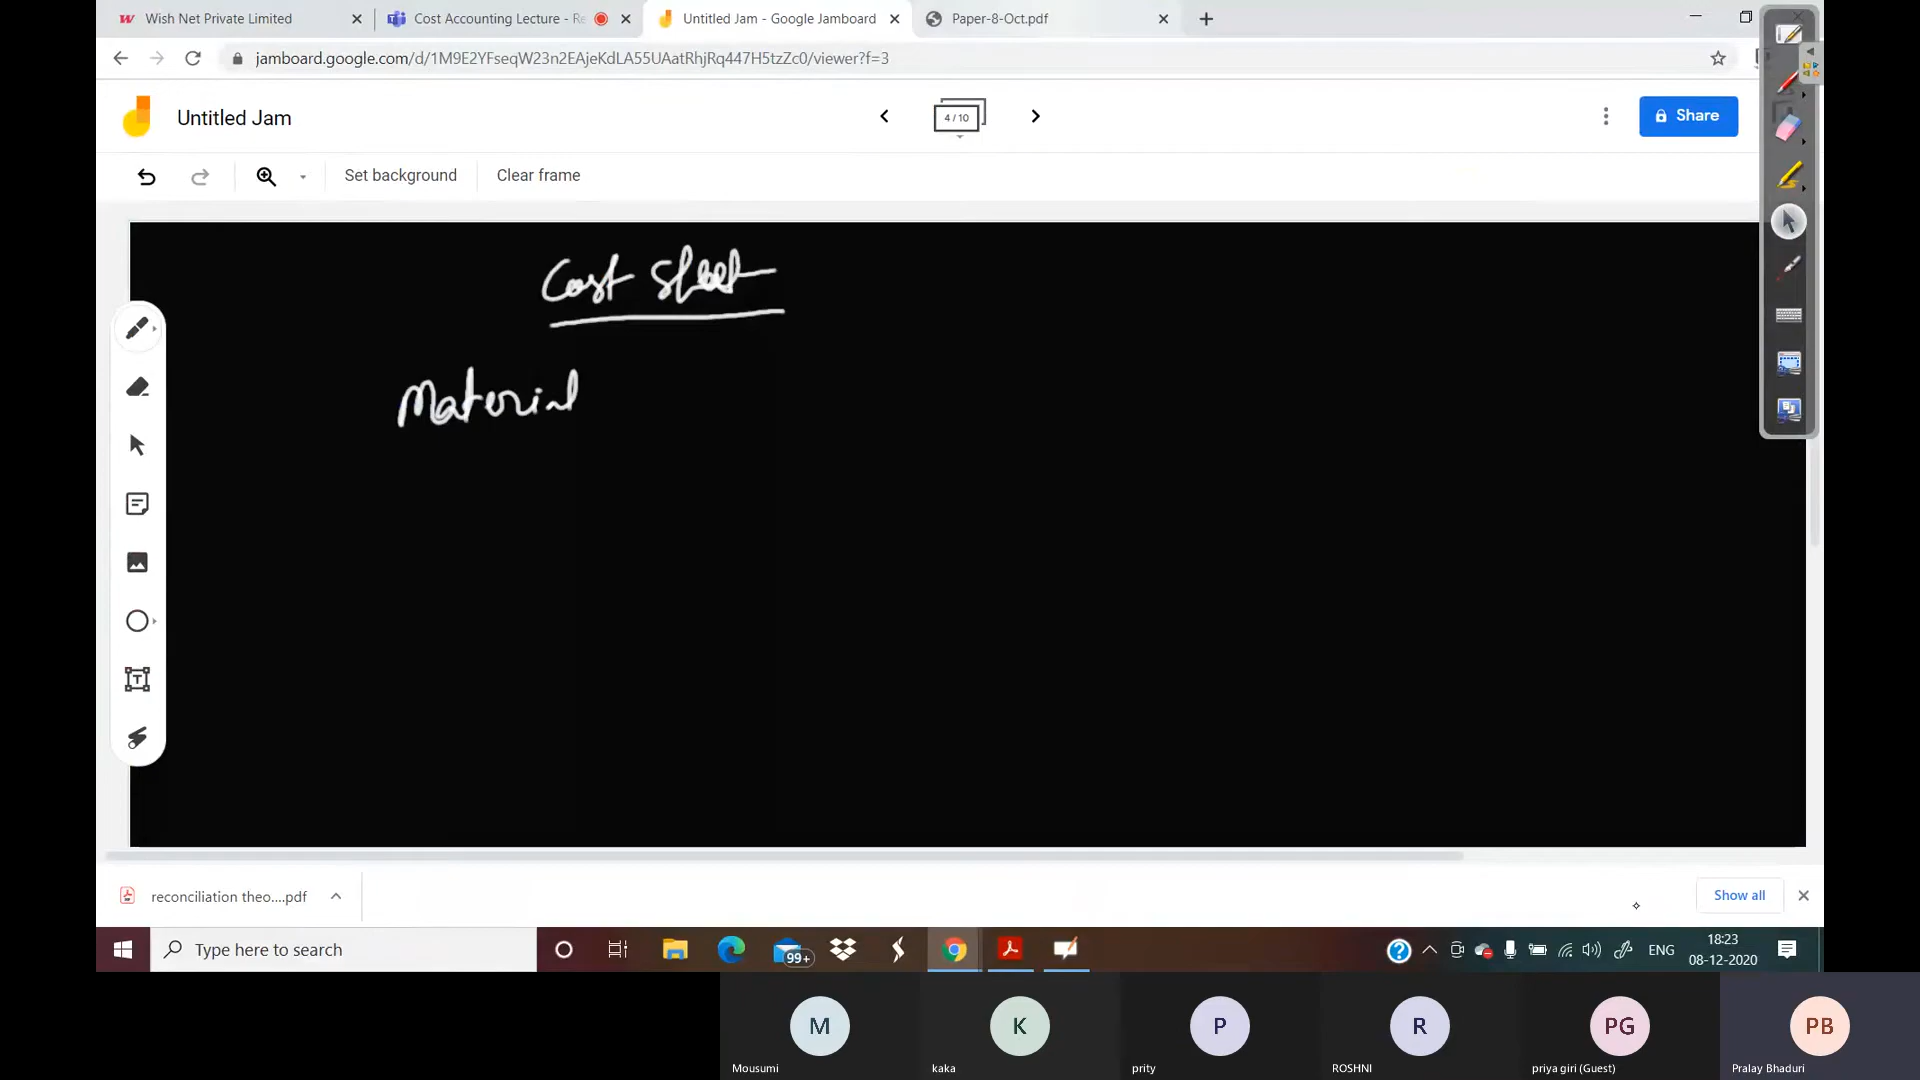 Wish Net Private Limited
Cost Accounting Lecture - Re
Untitled Jam - Google Jamboard
Paper-8-Oct.pdf
jamboard.google.com/d/1M9E2YFseqW23n2EAjeKdLA55UAatRhjRq447H5tzZc0/viewer?f=3
Untitled Jam
4 / 10
Share
Set background
Clear frame
Cost Sheet
Material
reconciliation theo....pdf
Show all
Type here to search
99+
ENG
18:23
08-12-2020
M
K
P
R
PG
PB
Mousumi
kaka
prity
ROSHNI
priya giri (Guest)
Pralay Bhaduri